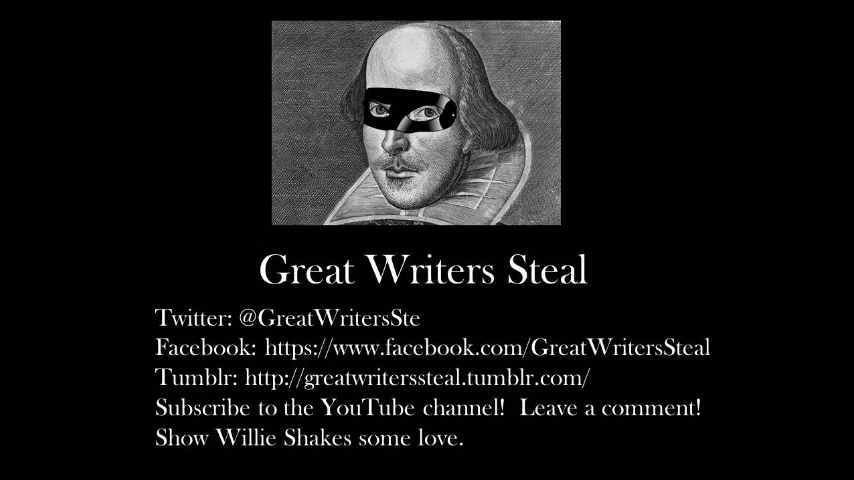 Great Writers Steal
Twitter: @GreatWritersSte
Facebook: https://www.facebook.com/GreatWritersSteal
Tumblr: http://greatwriterssteal.tumblr.com/
Subscribe to the YouTube channel!  Leave a comment!
Show Willie Shakes some love.